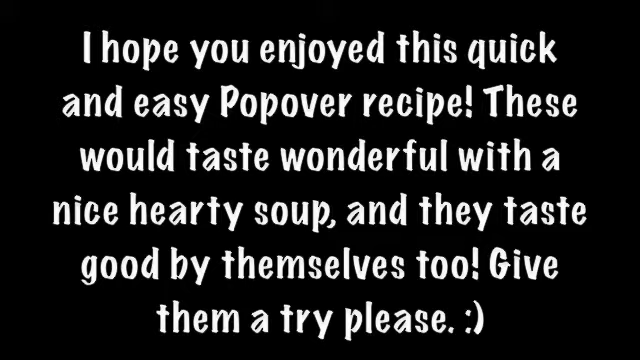 I hope you enjoyed this quick
and easy Popover recipe! These
would taste wonderful with a
nice hearty soup, and they taste
good by themselves too! Give
them a try please. :)